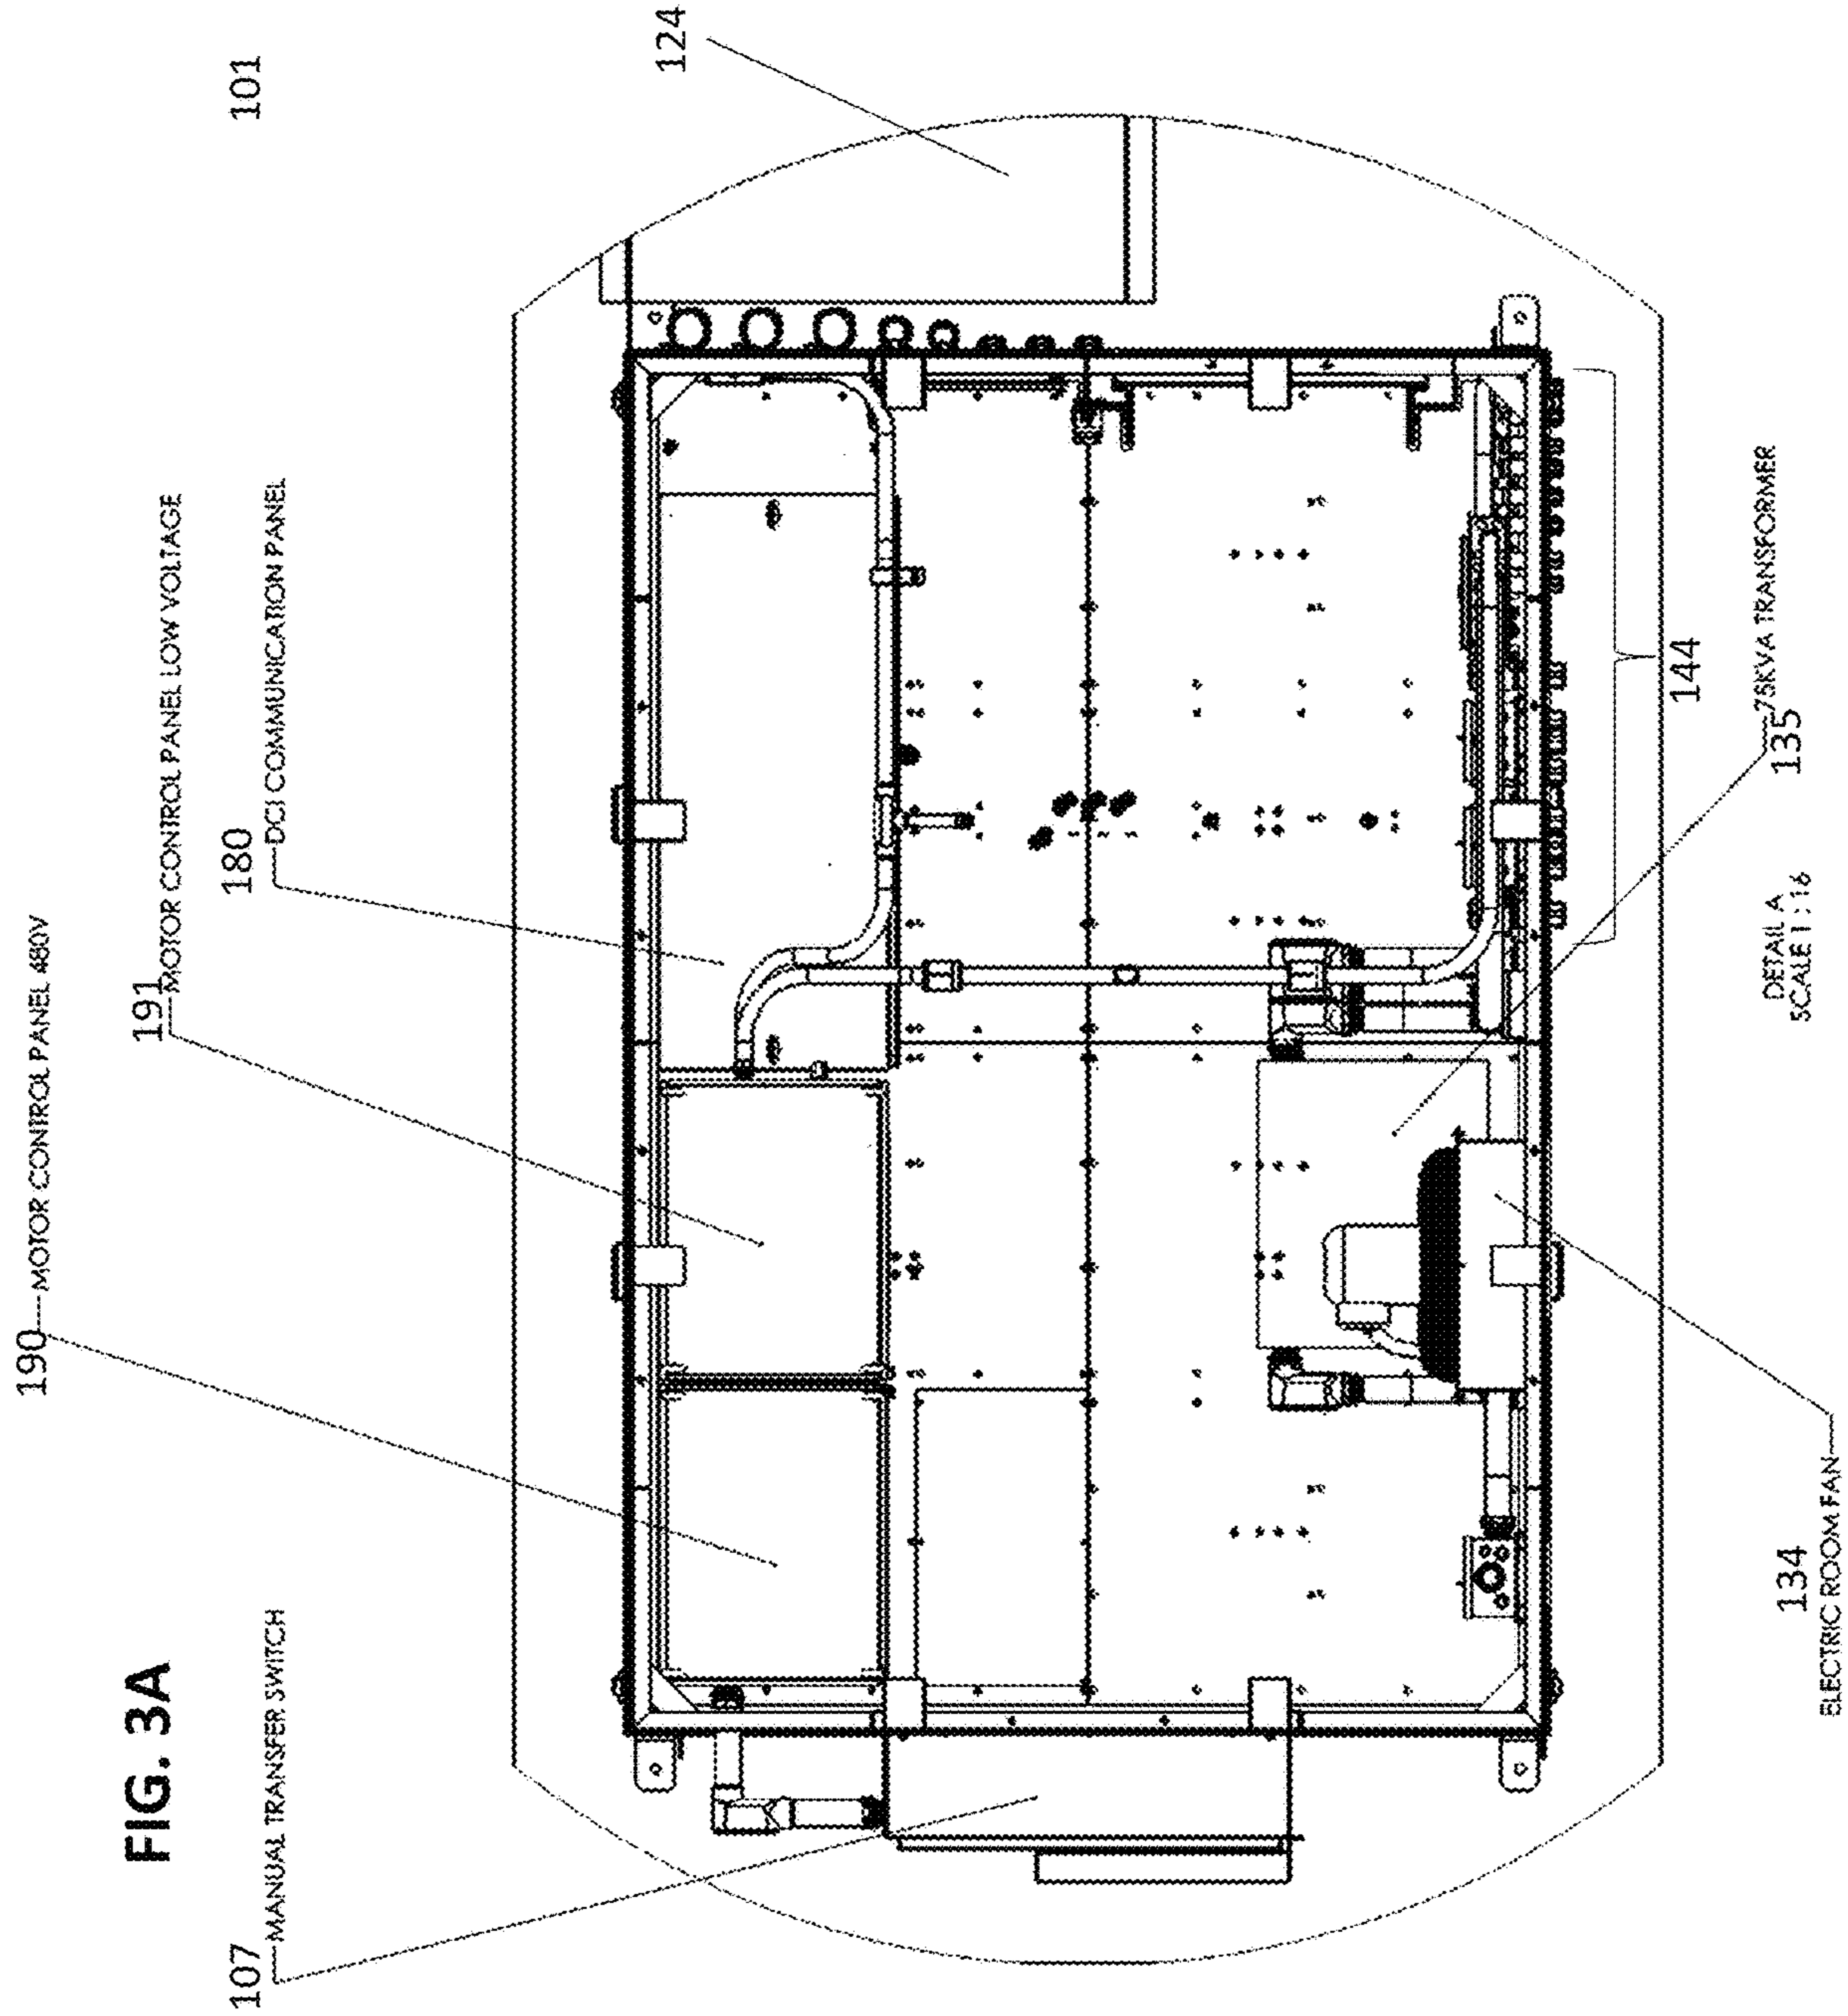 FIG. 3A
101
107
MANUAL TRANSFER SWITCH
190
MOTOR CONTROL PANEL 480V
191
MOTOR CONTROL PANEL LOW VOLTAGE
180
DCI COMMUNICATION PANEL
124
144
75KVA TRANSFORMER
135
DETAIL A
SCALE 1 : 16
134
ELECTRIC ROOM FAN